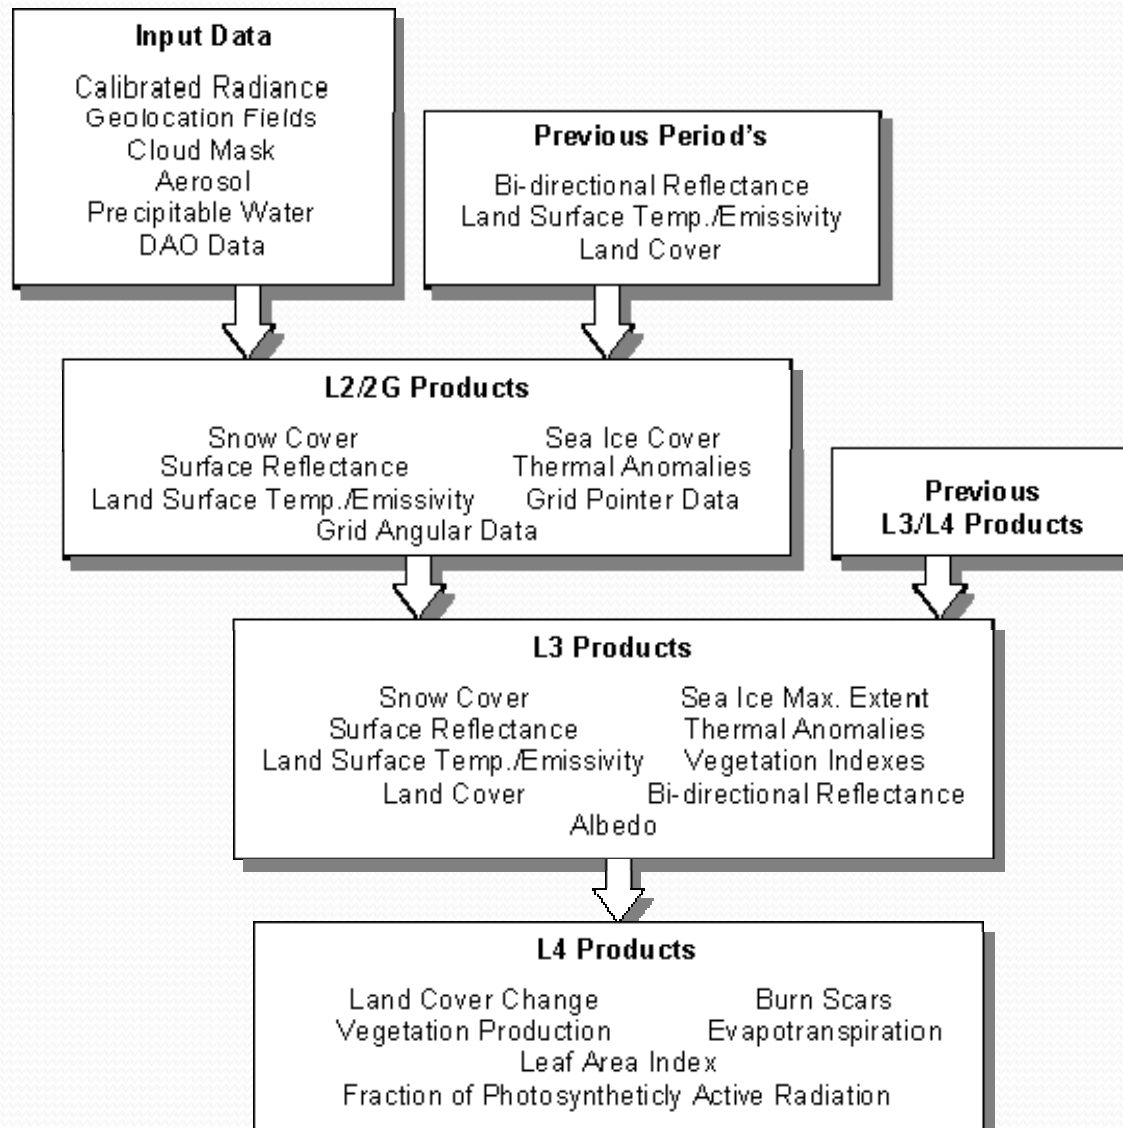 Input Data
Calibrated Radiance
Geolocation Fields
Cloud Mask
Aerosol
Precipitable Water
DAO Data
Previous Period's
Bi-directional Reflectance
Land Surface Temp./Emissivity
Land Cover
L2/2G Products
Snow Cover Sea Ice Cover
Surface Reflectance Thermal Anomalies
Land Surface Temp./Emissivity Grid Pointer Data
Grid Angular Data
Previous
L3/L4 Products
L3 Products
Snow Cover Sea Ice Max. Extent
Surface Reflectance Thermal Anomalies
Land Surface Temp./Emissivity Vegetation Indexes
Land Cover Bi-directional Reflectance
Albedo
L4 Products
Land Cover Change Burn Scars
Vegetation Production Evapotranspiration
Leaf Area Index
Fraction of Photosyntheticly Active Radiation